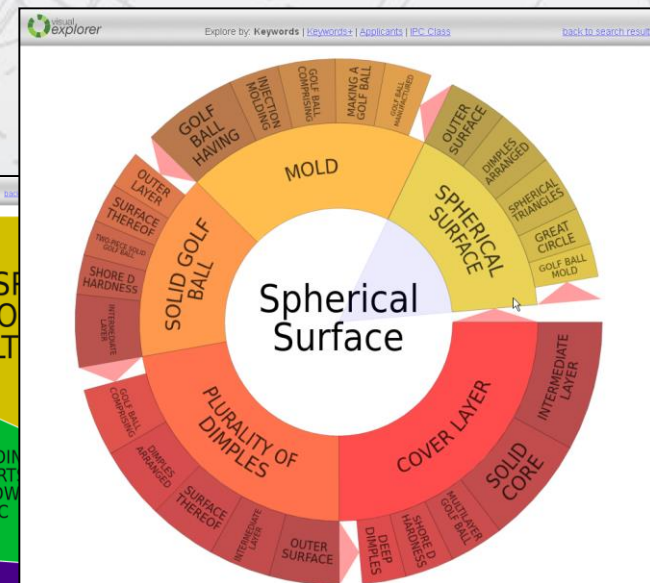 visual
explorer
Explore by: Keywords | Keywords+ | Applicants | IPC Class
back to search result
GOLF
BALL
HAVING
INJECTION
MOLDING
GOLF BALL
COMPRISING
MAKING A
GOLF BALL
GOLF BALL
MANUFACTURED
MOLD
OUTER
SURFACE
DIMPLES
ARRANGED
SPHERICAL
TRIANGLES
GREAT
CIRCLE
GOLF BALL
MOLD
SPHERICAL
SURFACE
Spherical
Surface
INTERMEDIATE
LAYER
SOLID
CORE
MULTILAYER
GOLF BALL
SHORE D
HARDNESS
DEEP
DIMPLES
COVER LAYER
OUTER
SURFACE
INTERMEDIATE
LAYER
SURFACE
THEREOF
DIMPLES
ARRANGED
GOLF BALL
COMPRISING
PLURALITY OF
DIMPLES
INTERMEDIATE
LAYER
SHORE D
HARDNESS
TWO-PIECE SOLID
GOLF BALL
SURFACE
THEREOF
OUTER
LAYER
SOLID GOLF
BALL